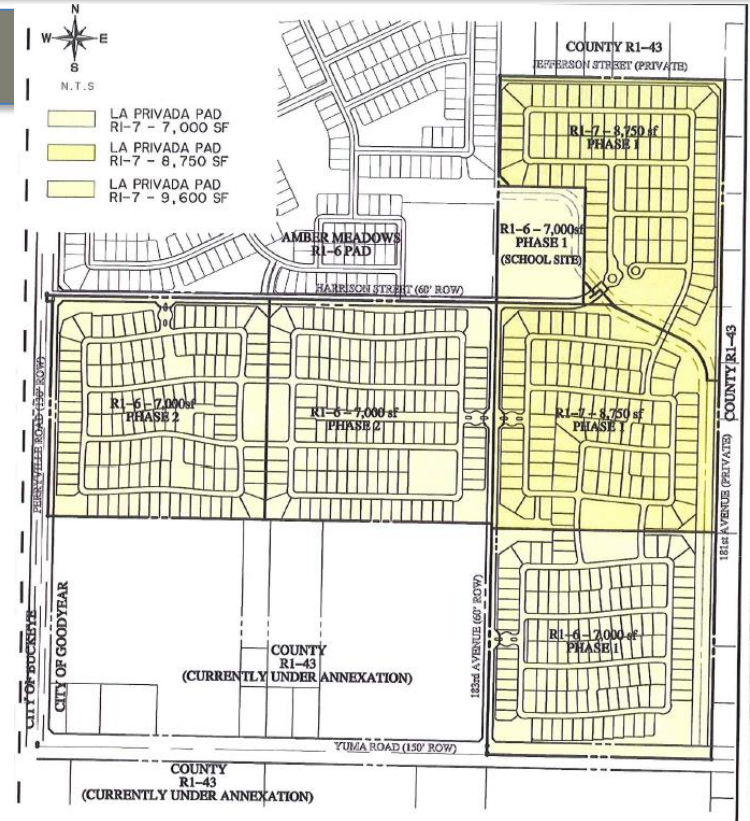 N
W E
S
N.T.S
LA PRIVADA PAD
RI-7 - 7,000 SF
LA PRIVADA PAD
RI-7 - 8,750 SF
LA PRIVADA PAD
RI-7 - 9,600 SF
COUNTY R1-43
JEFFERSON STREET (PRIVATE)
R1-7 - 8,750 sf
PHASE 1
R1-6 - 7,000sf
PHASE 1
(SCHOOL SITE)
AMBER MEADOWS
R1-6 PAD
HARRISON STREET (60' ROW)
PERRYVILLE ROAD (130' ROW)
R1-6 - 7,000sf
PHASE 2
R1-6 - 7,000 sf
PHASE 2
R1-7 - 8,750 sf
PHASE 1
COUNTY R1-43
181st AVENUE (PRIVATE)
CITY OF BUCKEYE
CITY OF GOODYEAR
COUNTY
R1-43
(CURRENTLY UNDER ANNEXATION)
183rd AVENUE (60' ROW)
R1-6 - 7,000 sf
PHASE 1
YUMA ROAD (150' ROW)
COUNTY
R1-43
(CURRENTLY UNDER ANNEXATION)